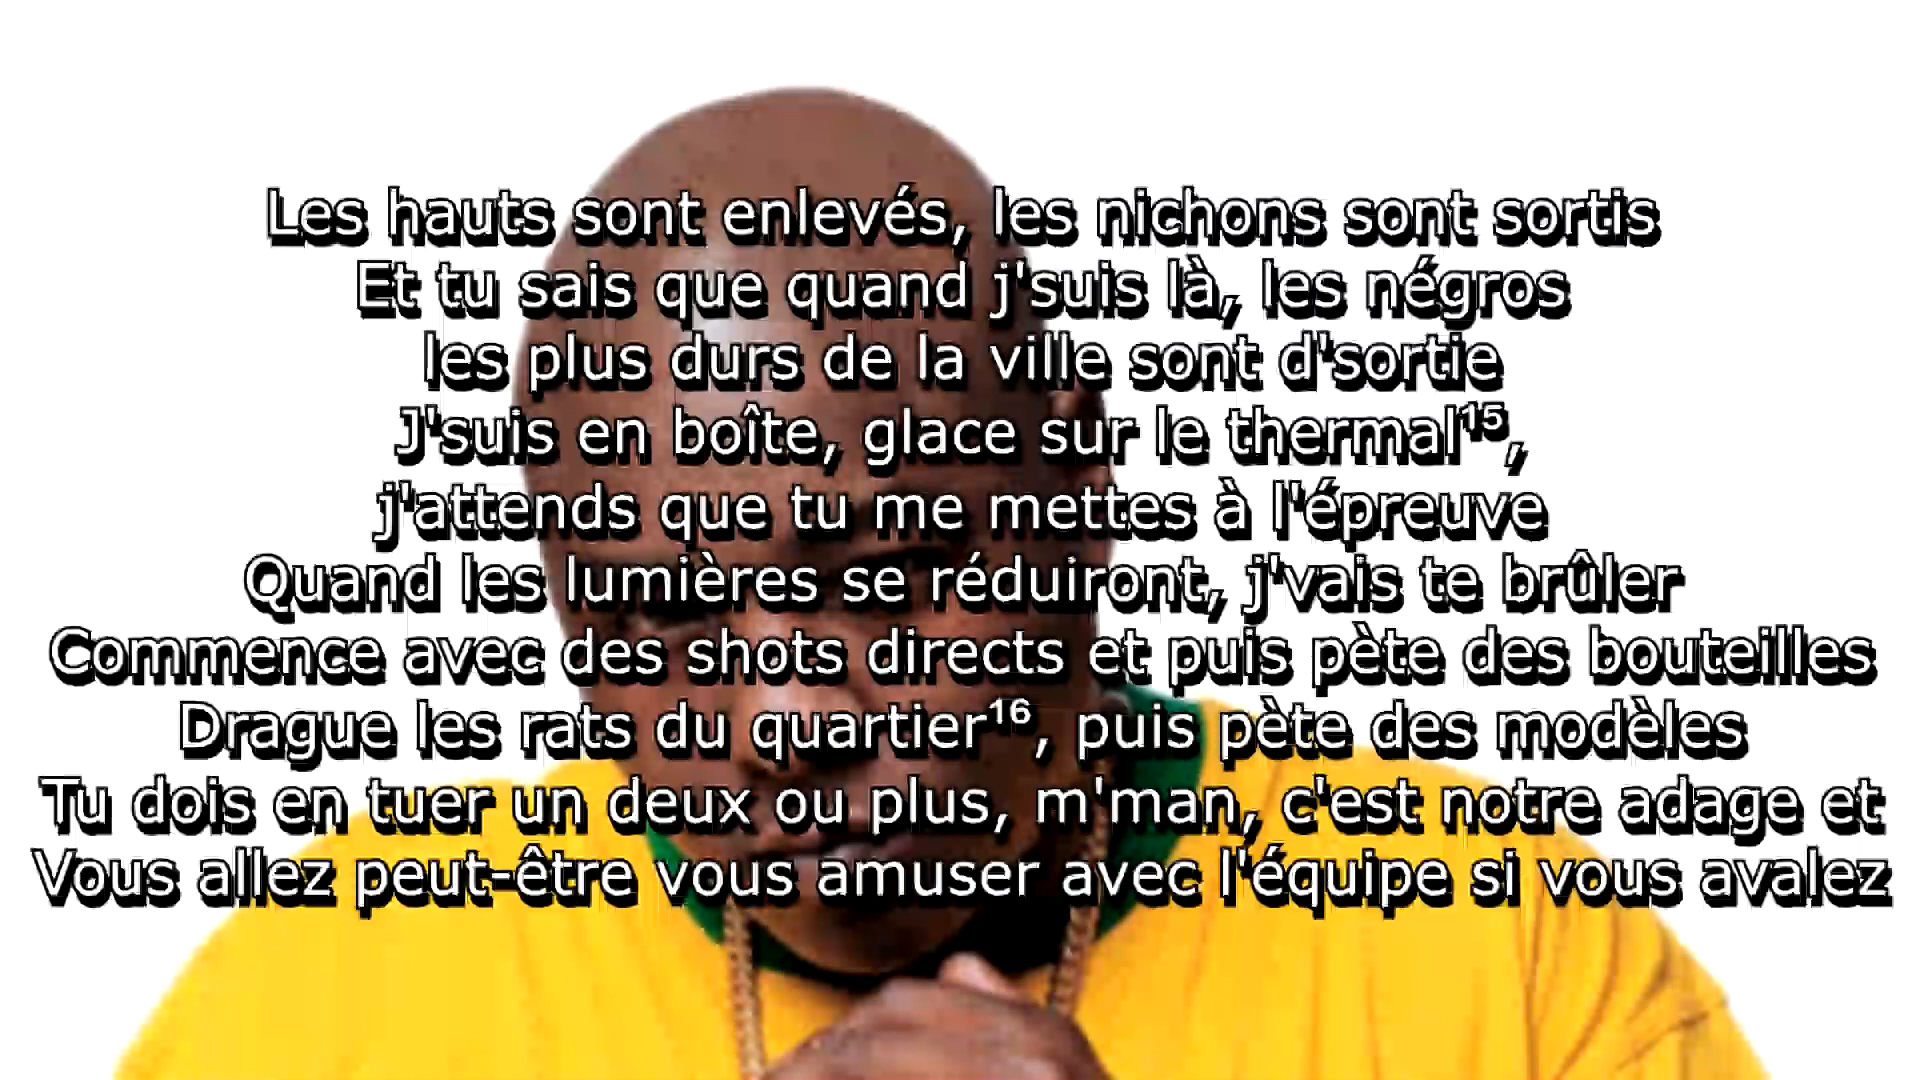 Les hauts sont enlevés, les nichons sont sortis
Et tu sais que quand j'suis là, les négros
les plus durs de la ville sont d'sortie
J'suis en boîte, glace sur le thermal¹⁵,
j'attends que tu me mettes à l'épreuve
Quand les lumières se réduiront, j'vais te brûler
Commence avec des shots directs et puis pète des bouteilles
Drague les rats du quartier¹⁶, puis pète des modèles
Tu dois en tuer un deux ou plus, m'man, c'est notre adage et
Vous allez peut-être vous amuser avec l'équipe si vous avalez